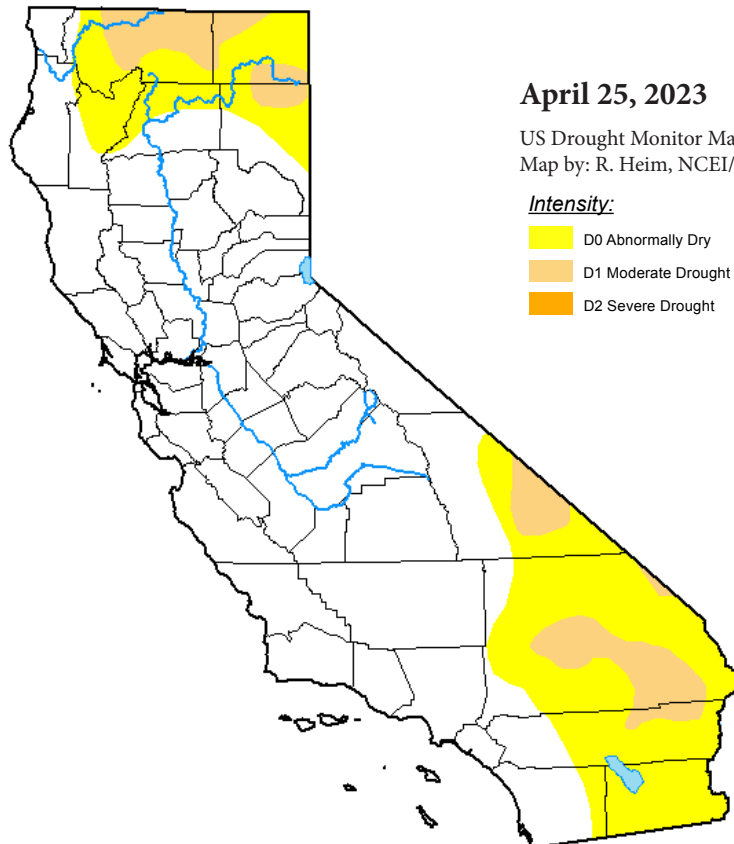 April 25, 2023
US Drought Monitor Ma
Map by: R. Heim, NCEI/
Intensity:
D0 Abnormally Dry
D1 Moderate Drought
D2 Severe Drought